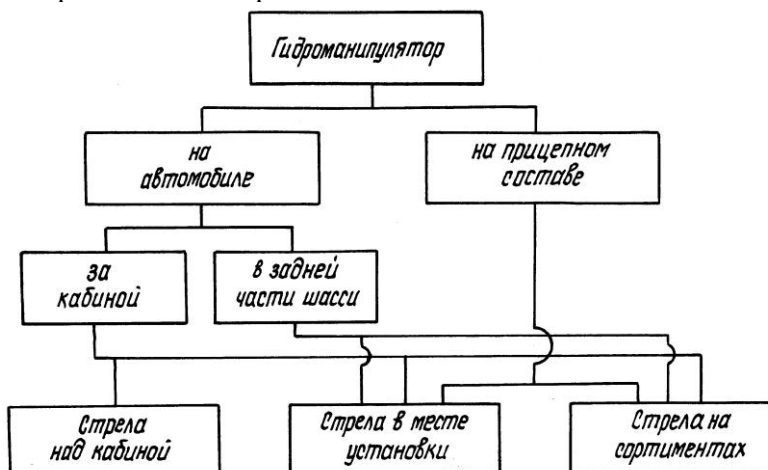 Гидроманипулятор
на
автомобиле
на прицепном
составе
за
кабиной
в задней
части шасси
Стрела
над кабиной
Стрела в месте
установки
Стрела на
сортиментах